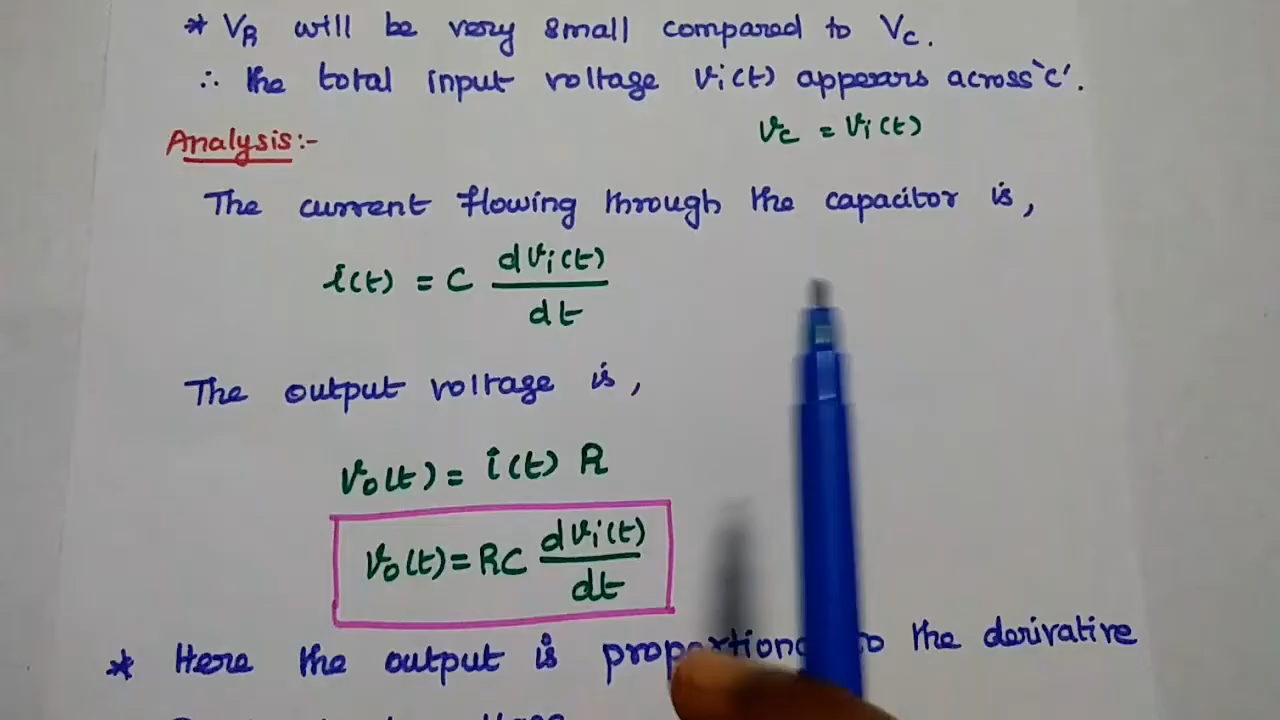 * VR will be very small compared to Vc.
∴ the total input voltage Vi(t) appears across 'c'.
Vc = Vi(t)
Analysis:-
The current flowing through the capacitor is,
i(t) = C dVi(t)/dt
The output voltage is,
Vo(t) = i(t) R
Vo(t) = RC dVi(t)/dt
* Here the output is to the derivative